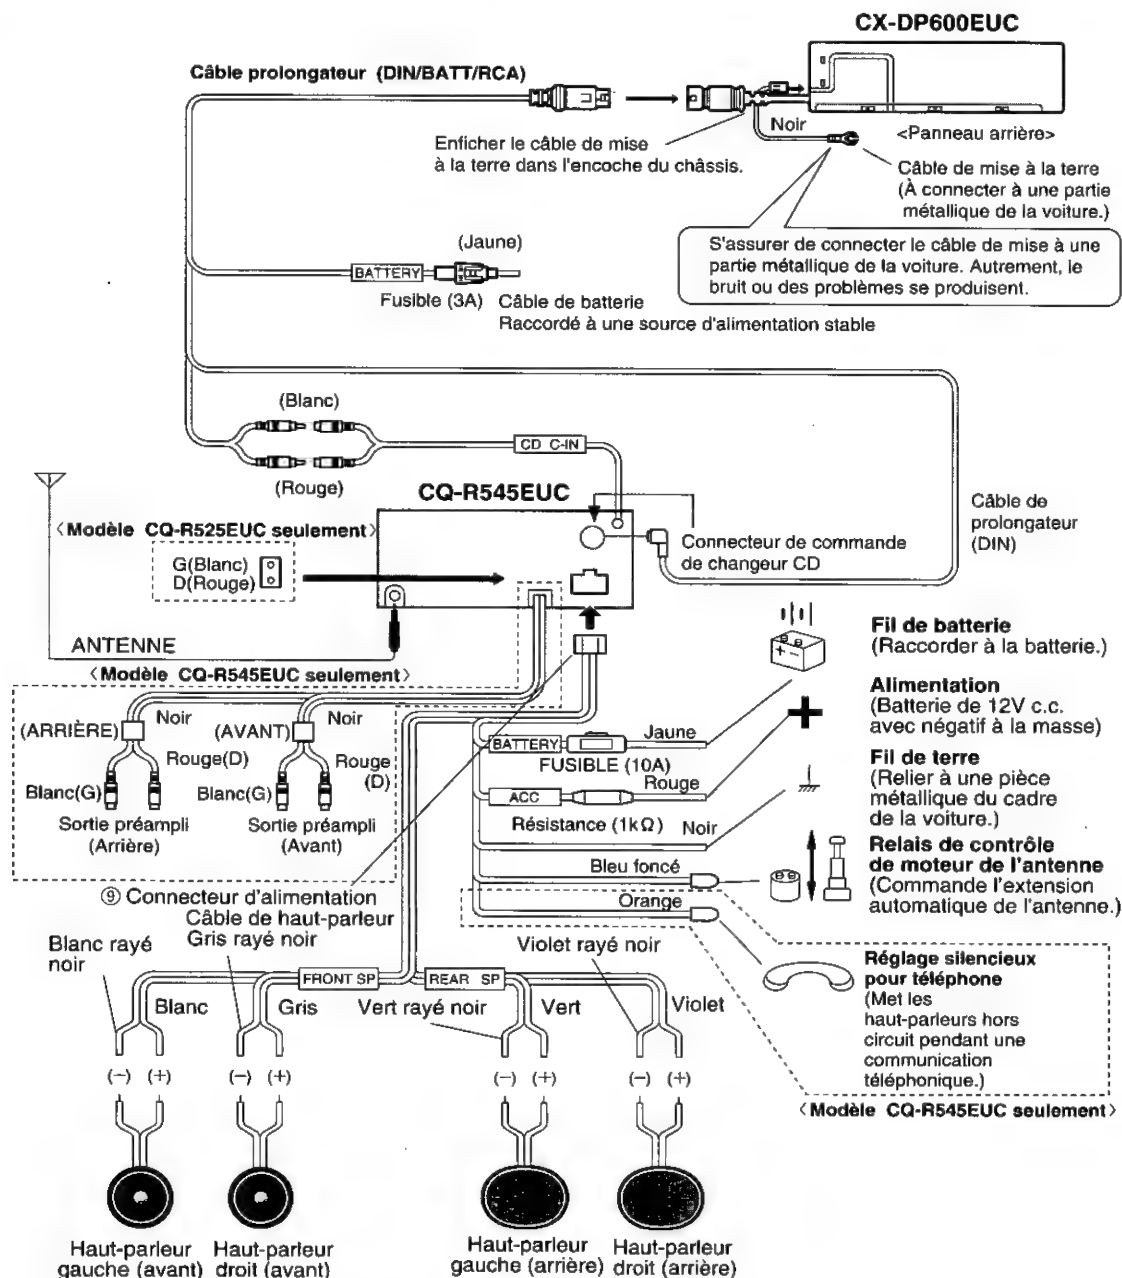 CX-DP600EUC
Câble prolongateur (DIN/BATT/RCA)
Noir
<Panneau arrière>
Enficher le câble de mise
à la terre dans l'encoche du châssis.
Câble de mise à la terre
(À connecter à une partie
métallique de la voiture.)
S'assurer de connecter le câble de mise à une
partie métallique de la voiture. Autrement, le
bruit ou des problèmes se produisent.
(Jaune)
BATTERY
Fusible (3A)
Câble de batterie
Raccordé à une source d'alimentation stable
(Blanc)
CD C-IN
(Rouge)
CQ-R545EUC
Câble de
prolongateur
(DIN)
〈Modèle CQ-R525EUC seulement〉
G(Blanc)
D(Rouge)
Connecteur de commande
de changeur CD
ANTENNE
〈Modèle CQ-R545EUC seulement〉
Fil de batterie
(Raccorder à la batterie.)
Alimentation
(Batterie de 12V c.c.
avec négatif à la masse)
Fil de terre
(Relier à une pièce
métallique du cadre
de la voiture.)
Relais de contrôle
de moteur de l'antenne
(Commande l'extension
automatique de l'antenne.)
(ARRIÈRE)
Noir
(AVANT)
Noir
Rouge(D)
Rouge
(D)
Blanc(G)
Blanc(G)
Sortie préampli
(Arrière)
Sortie préampli
(Avant)
BATTERY
Jaune
FUSIBLE (10A)
ACC
Rouge
Résistance (1kΩ)
Noir
Bleu foncé
Orange
⑨ Connecteur d'alimentation
Câble de haut-parleur
Gris rayé noir
Blanc rayé
noir
Violet rayé noir
Réglage silencieux
pour téléphone
(Met les
haut-parleurs hors
circuit pendant une
communication
téléphonique.)
〈Modèle CQ-R545EUC seulement〉
FRONT SP
REAR SP
Blanc
Gris
Vert rayé noir
Vert
Violet
(−) (+)
(−) (+)
(−) (+)
(−) (+)
Haut-parleur
gauche (avant)
Haut-parleur
droit (avant)
Haut-parleur
gauche (arrière)
Haut-parleur
droit (arrière)